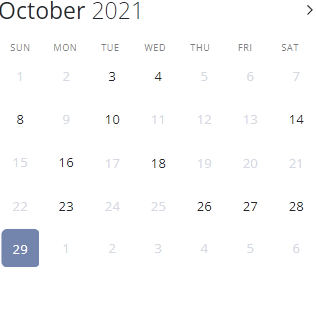 October 2021
SUN MON TUE WED THU FRI SAT
1 2 3 4 5 6 7
8 9 10 11 12 13 14
15 16 17 18 19 20 21
22 23 24 25 26 27 28
29 1 2 3 4 5 6